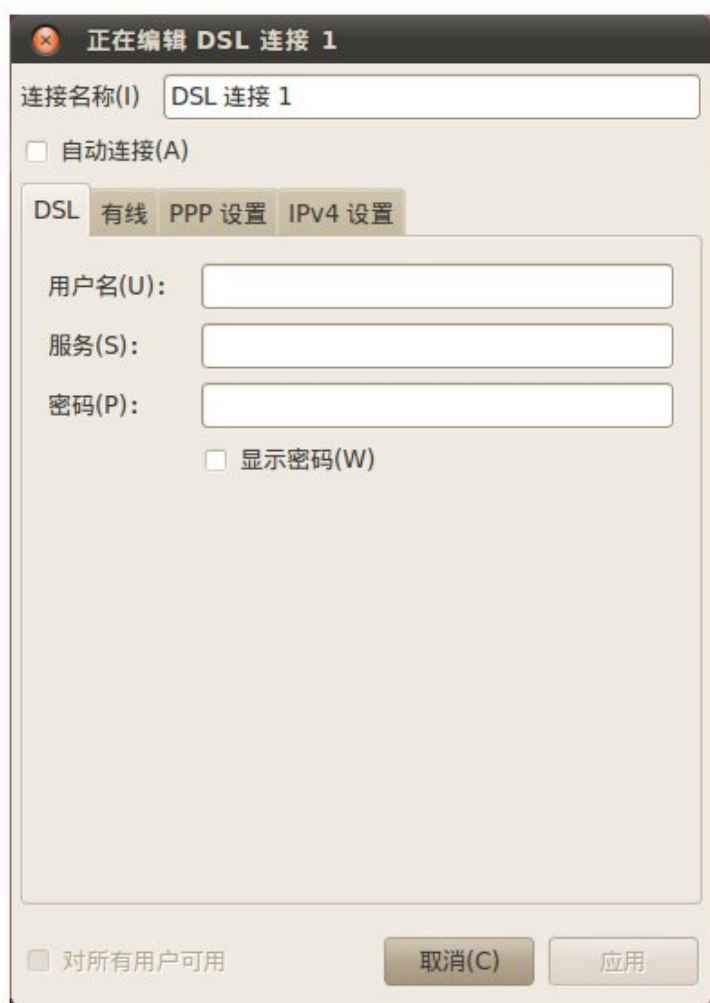 正在编辑 DSL 连接 1
连接名称(I) DSL 连接 1
自动连接(A)
DSL 有线 PPP 设置 IPv4 设置
用户名(U):
服务(S):
密码(P):
显示密码(W)
对所有用户可用 取消(C) 应用